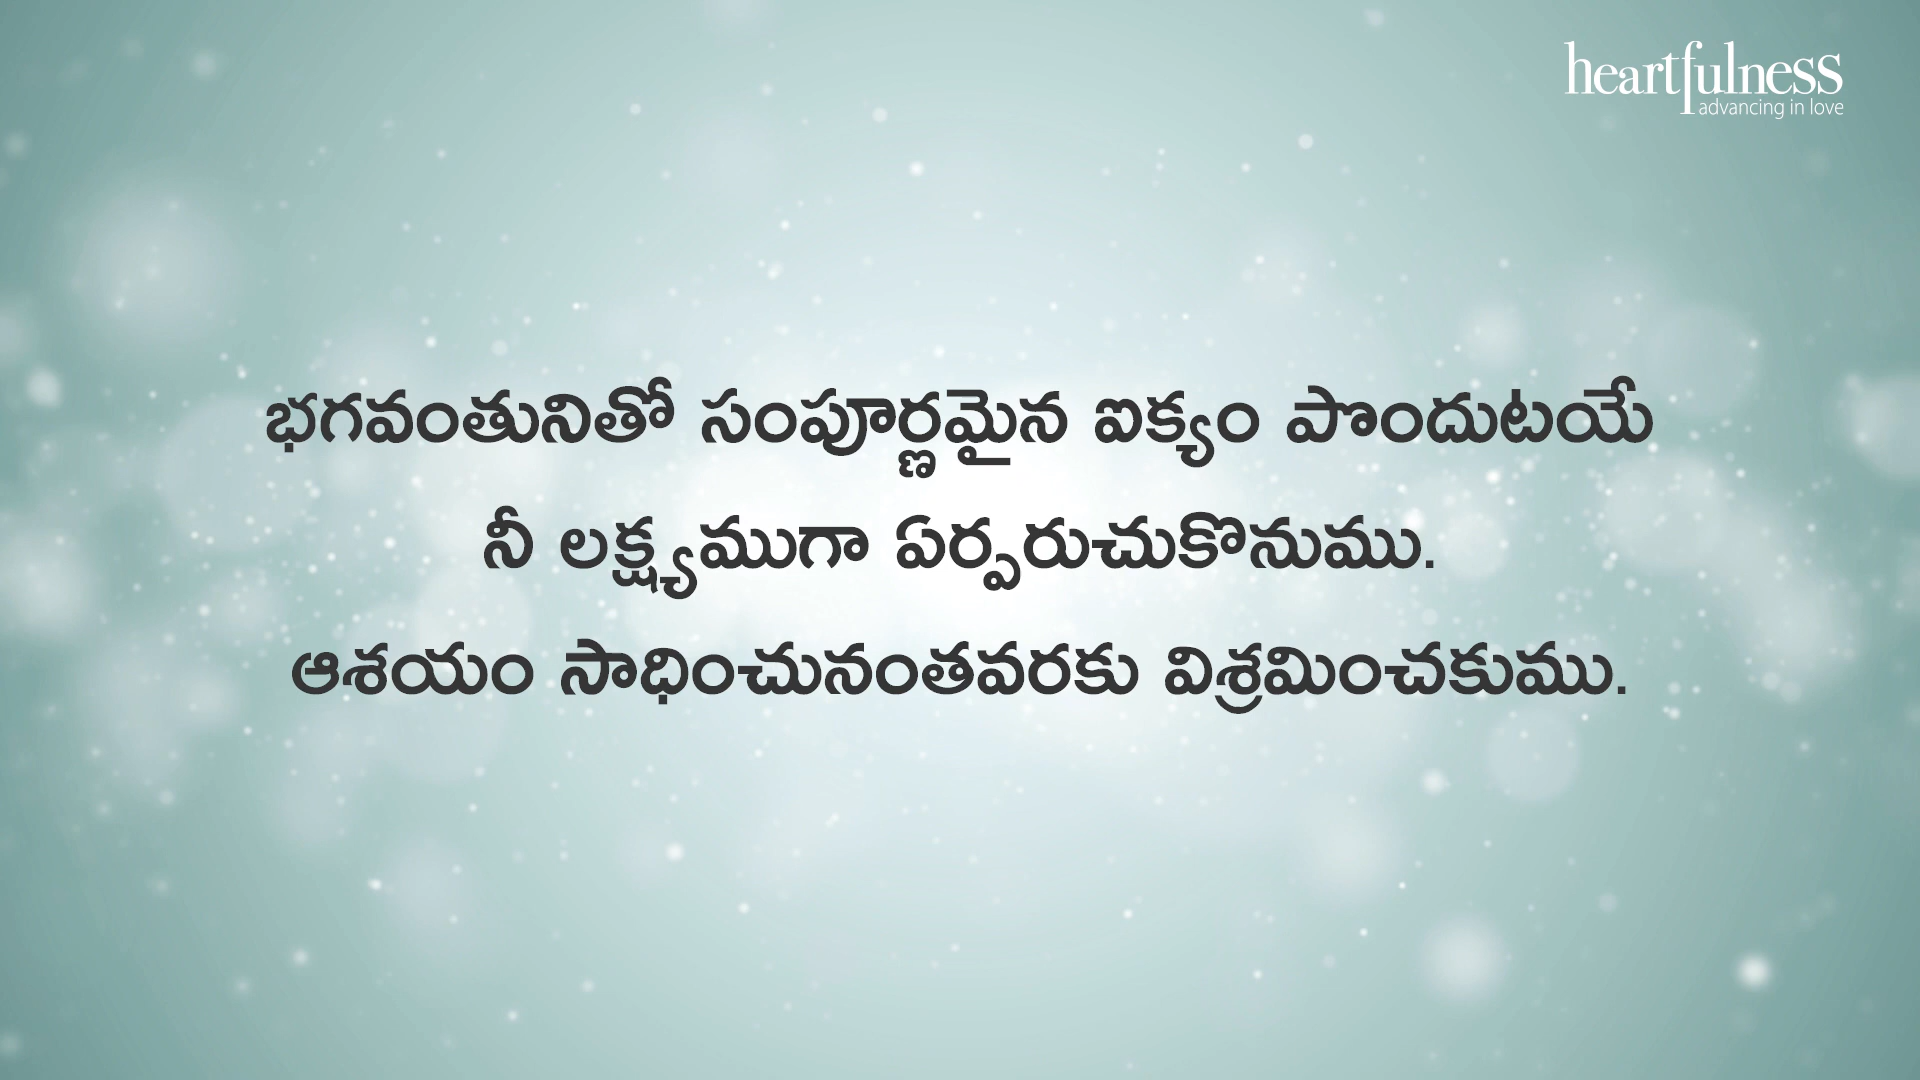 heartfulness
advancing in love
భగవంతునితో సంపూర్ణమైన ఐక్యం పొందుటయే
నీ లక్ష్యముగా ఏర్పరుచుకొనుము.
ఆశయం సాధించునంతవరకు విశ్రమించకుము.